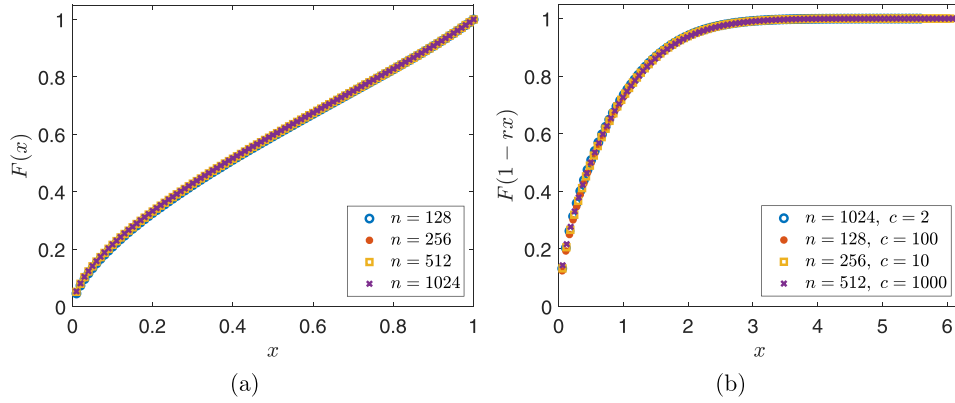 1
0.8
0.6
0.4
0.2
0
F(x)
0 0.2 0.4 0.6 0.8 1
x
n = 128
n = 256
n = 512
n = 1024
(a)
1
0.8
0.6
0.4
0.2
0
F(1 − rx)
0 1 2 3 4 5 6
x
n = 1024, c = 2
n = 128, c = 100
n = 256, c = 10
n = 512, c = 1000
(b)